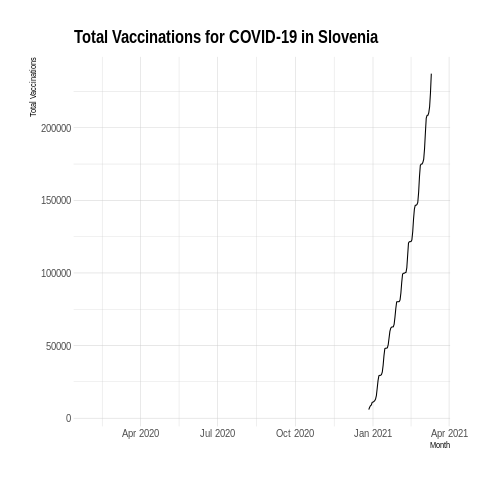 Total Vaccinations for COVID-19 in Slovenia
Total Vaccinations
200000
150000
100000
50000
0
Apr 2020 Jul 2020 Oct 2020 Jan 2021 Apr 2021
Month